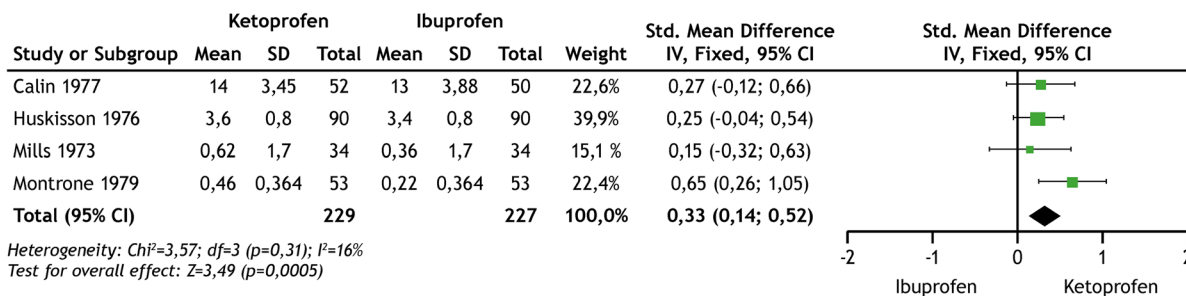 Ketoprofen Ibuprofen Std. Mean Difference Std. Mean Difference
Study or Subgroup Mean SD Total Mean SD Total Weight IV, Fixed, 95% CI IV, Fixed, 95% CI
Calin 1977 14 3,45 52 13 3,88 50 22,6% 0,27 (-0,12; 0,66)
Huskisson 1976 3,6 0,8 90 3,4 0,8 90 39,9% 0,25 (-0,04; 0,54)
Mills 1973 0,62 1,7 34 0,36 1,7 34 15,1 % 0,15 (-0,32; 0,63)
Montrone 1979 0,46 0,364 53 0,22 0,364 53 22,4% 0,65 (0,26; 1,05)
Total (95% CI) 229 227 100,0% 0,33 (0,14; 0,52)
Heterogeneity: Chi²=3,57; df=3 (p=0,31); I²=16%
Test for overall effect: Z=3,49 (p=0,0005)
-2 -1 0 1 2
Ibuprofen Ketoprofen